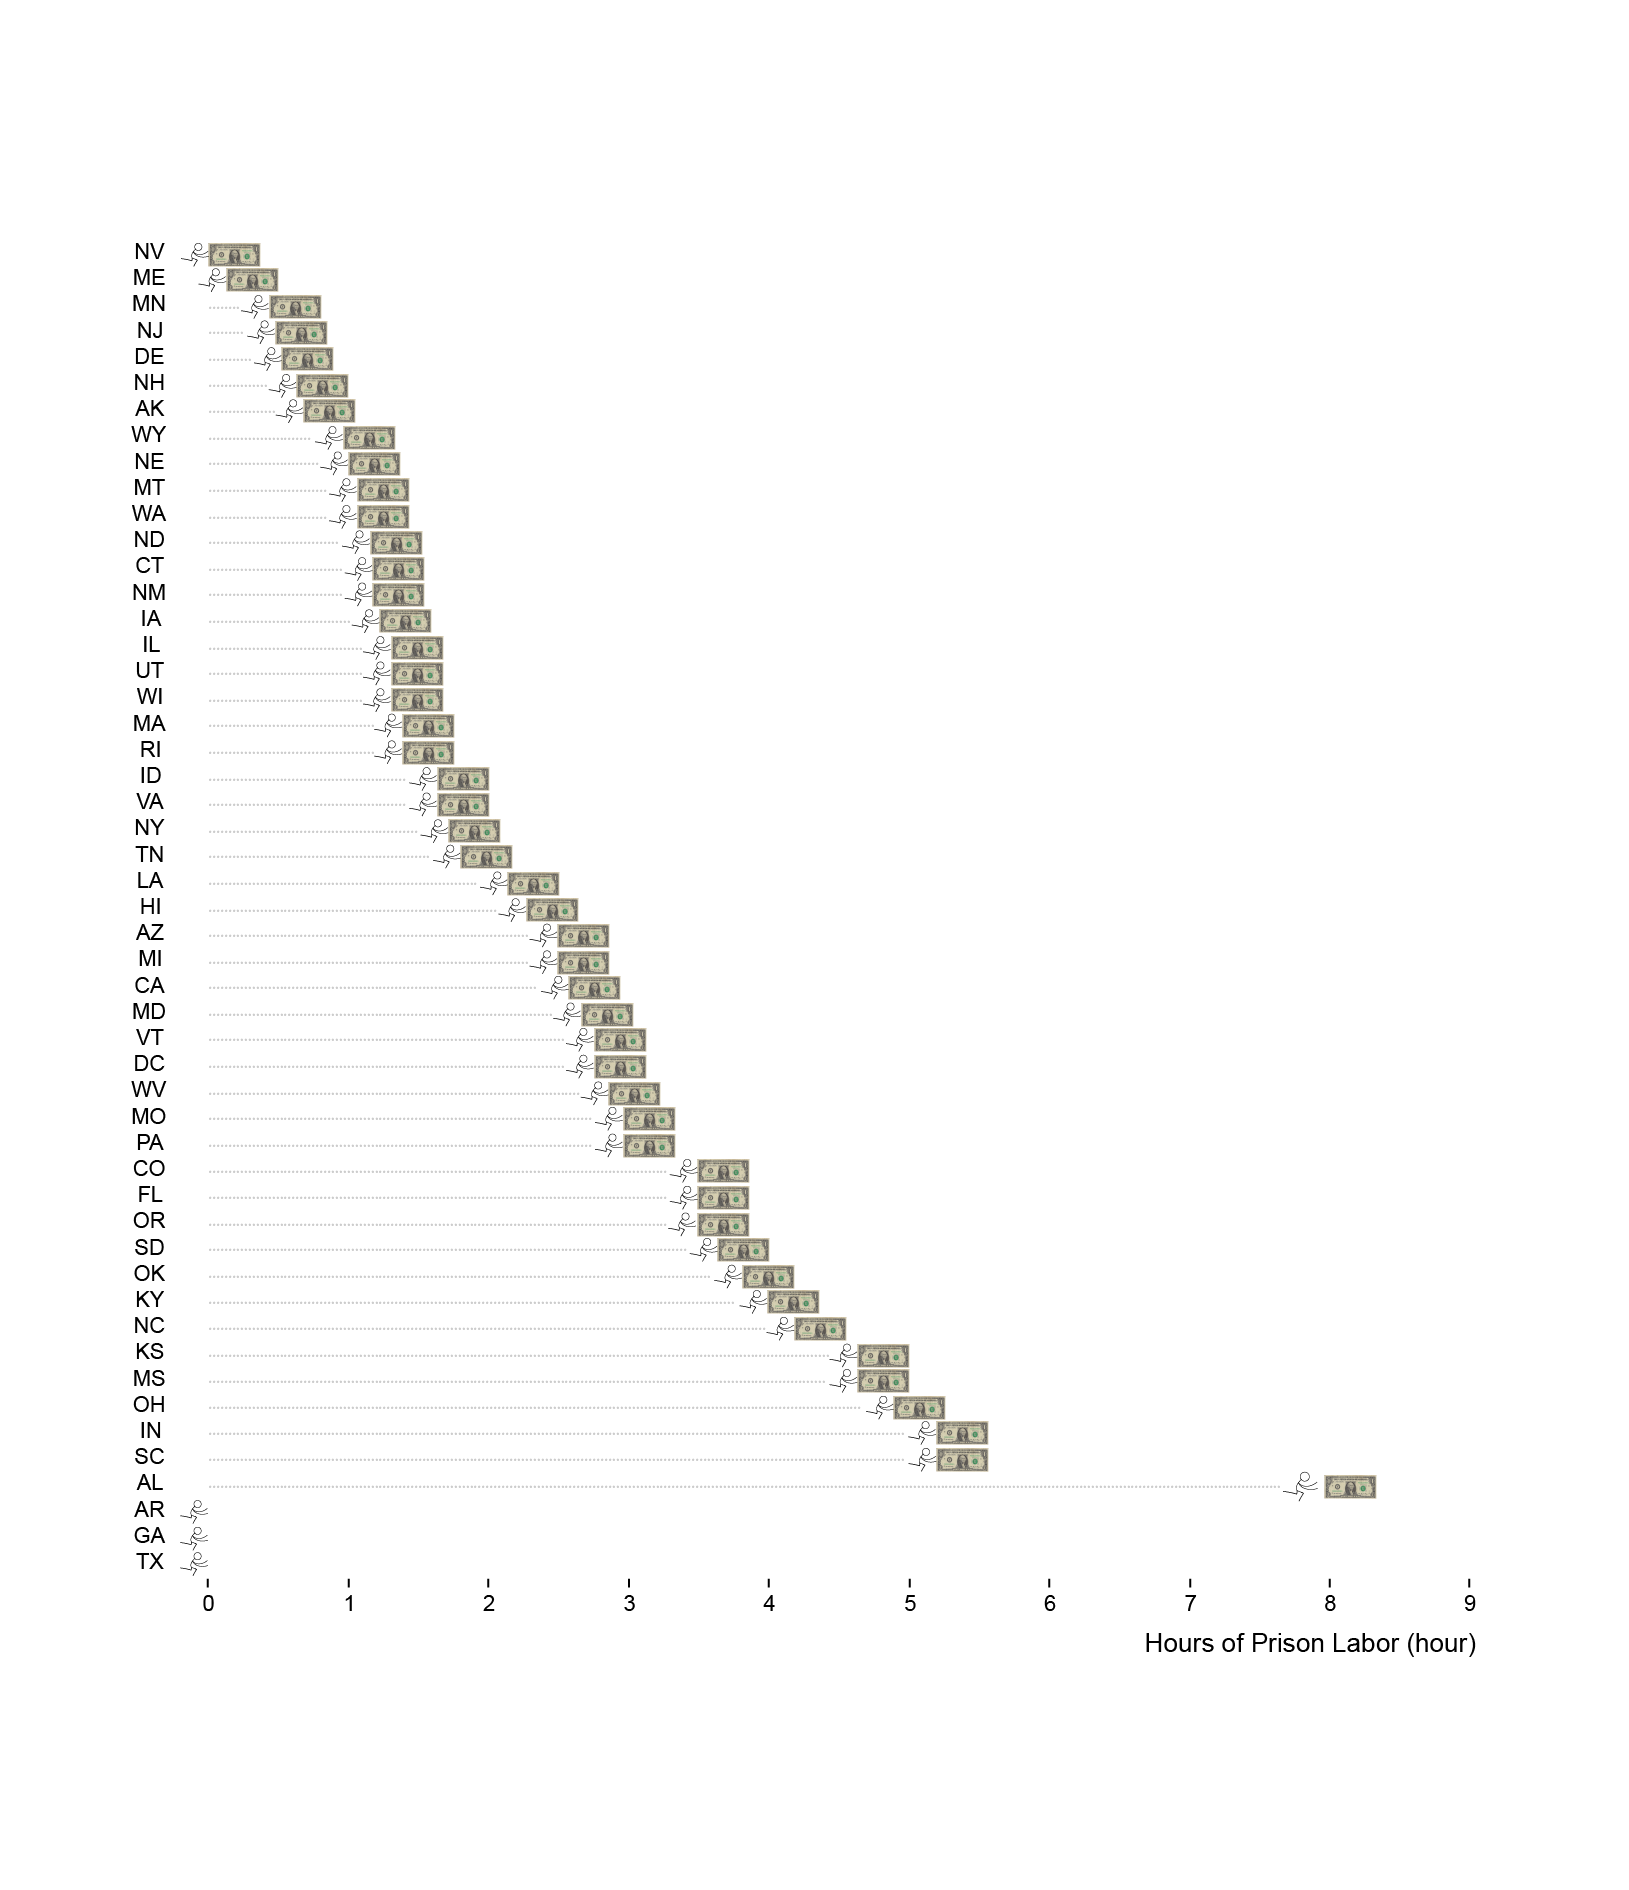 NV
ME
MN
NJ
DE
NH
AK
WY
NE
MT
WA
ND
CT
NM
IA
IL
UT
WI
MA
RI
ID
VA
NY
TN
LA
HI
AZ
MI
CA
MD
VT
DC
WV
MO
PA
CO
FL
OR
SD
OK
KY
NC
KS
MS
OH
IN
SC
AL
AR
GA
TX
0 1 2 3 4 5 6 7 8 9
Hours of Prison Labor (hour)